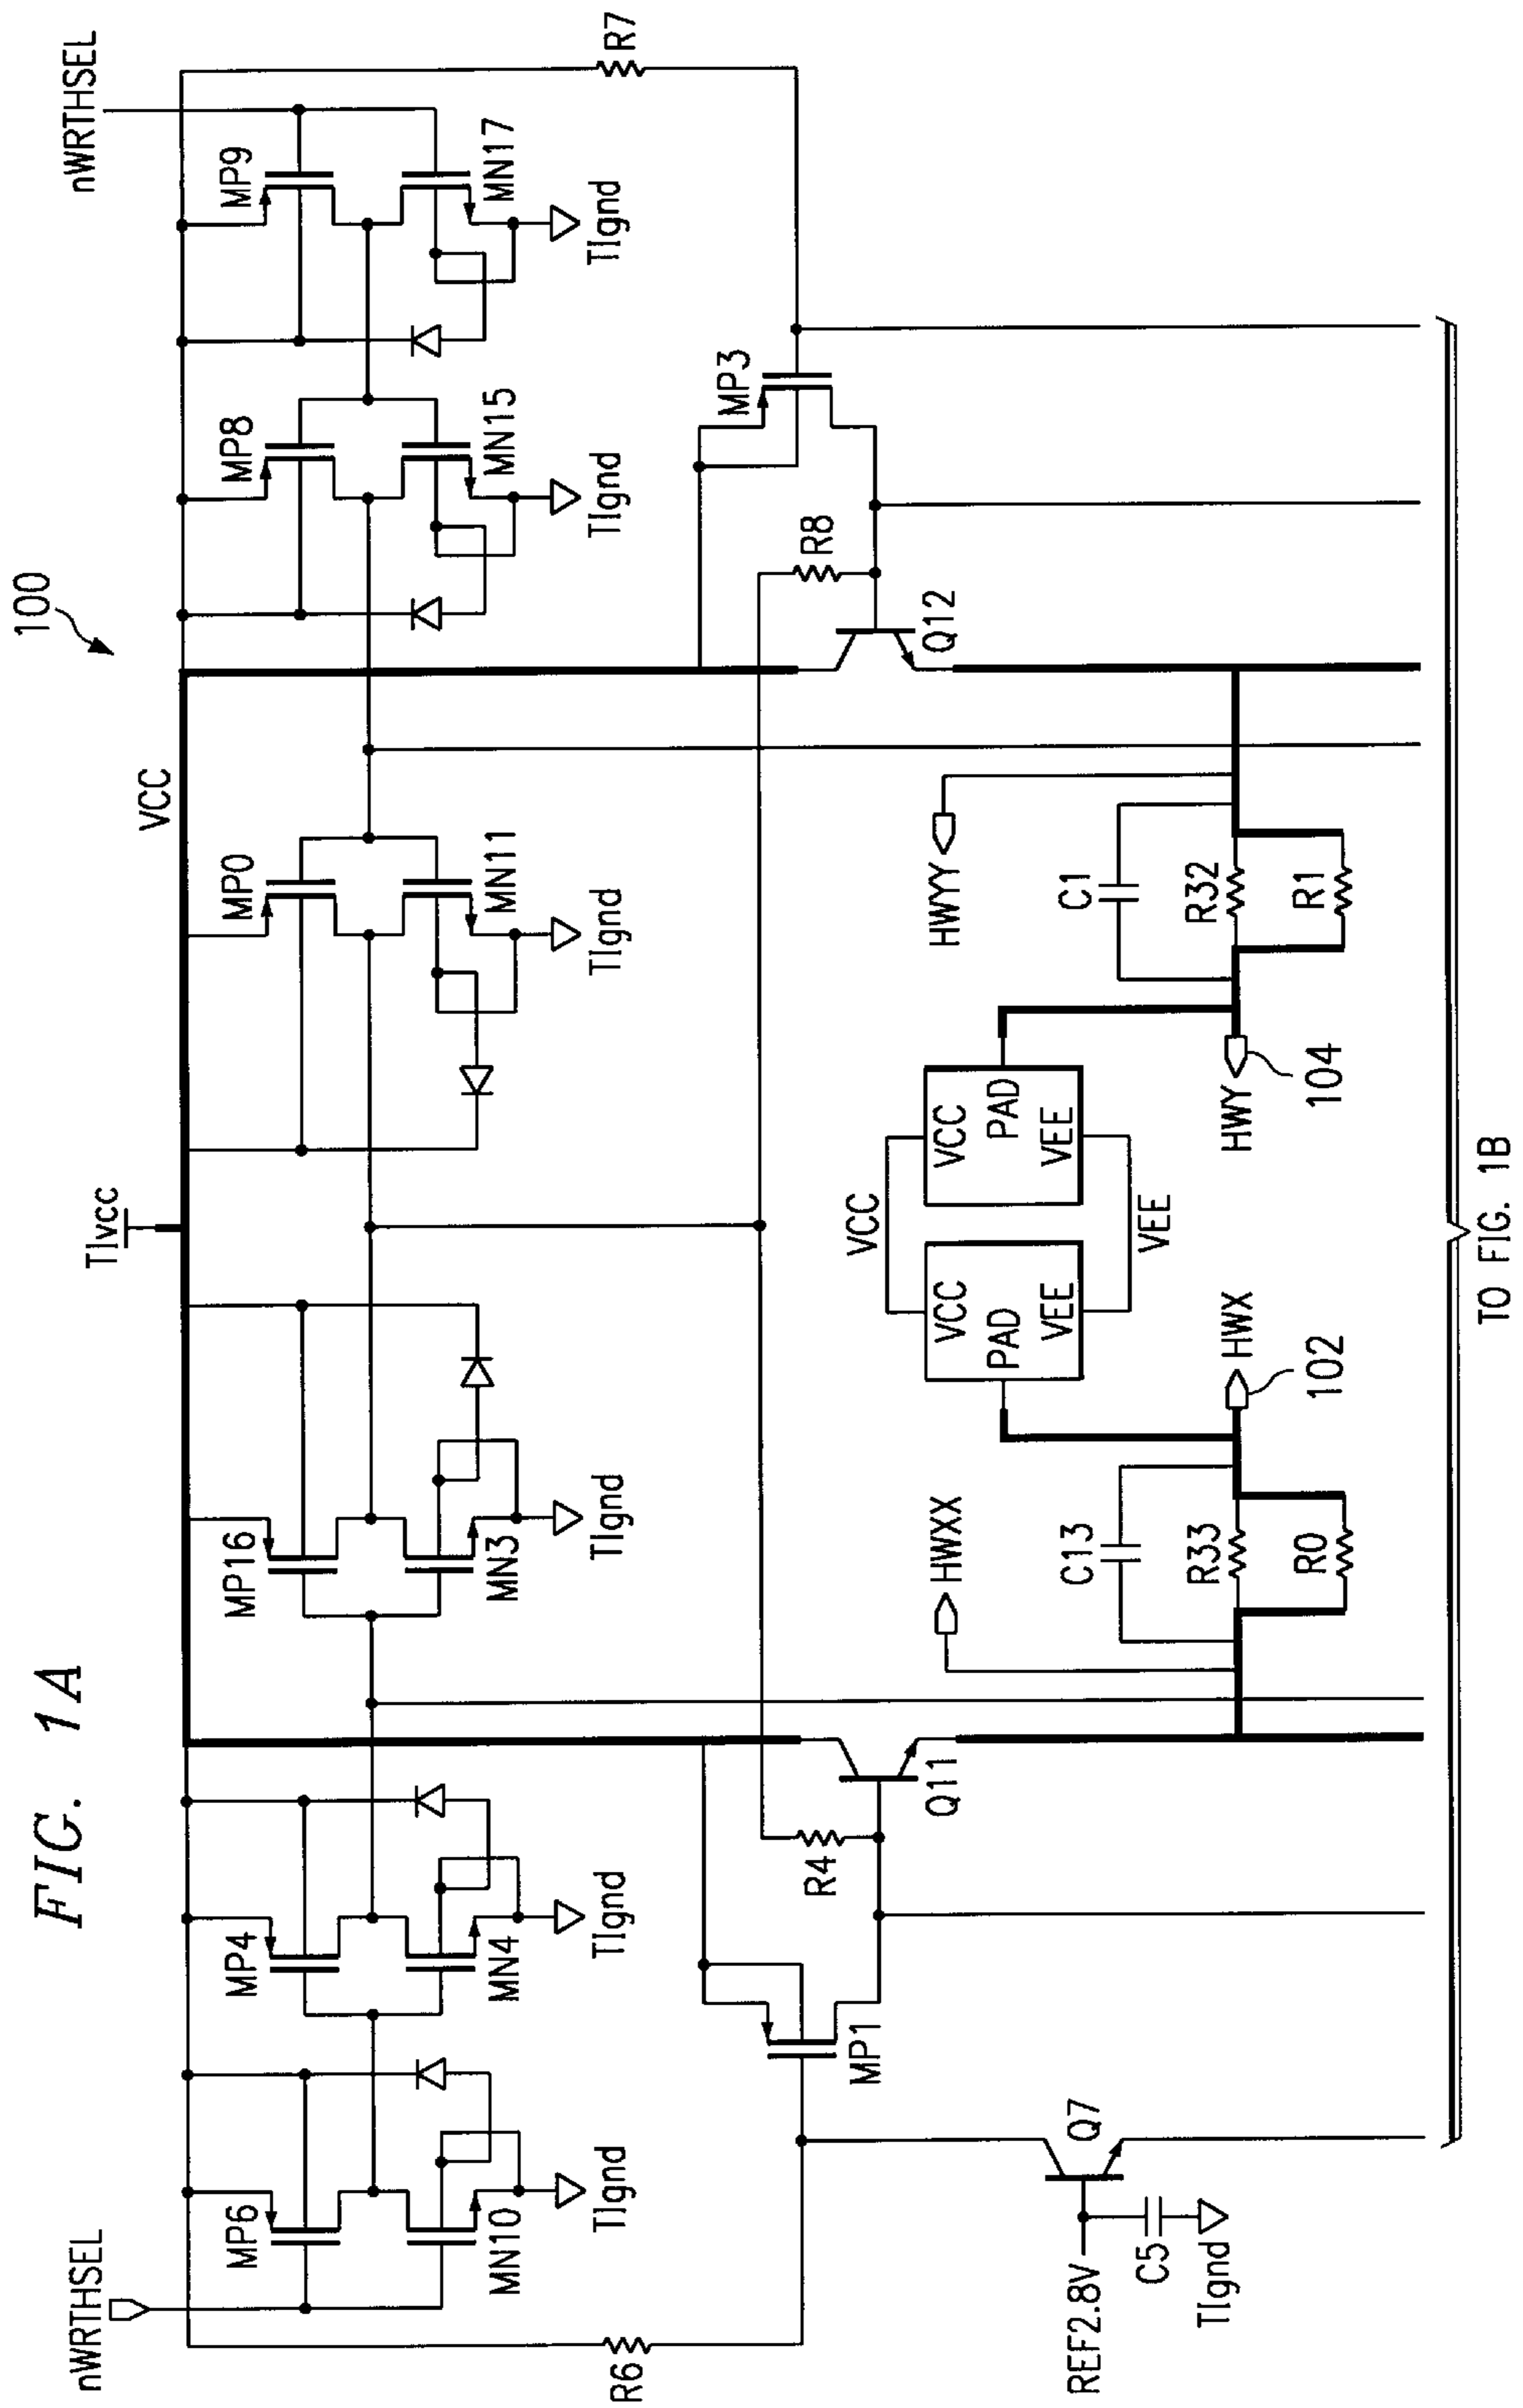 FIG. 1A
100
TIvcc
VCC
nWRTHSEL
MP6
MN10
TIgnd
MP4
MN4
TIgnd
MP16
MN3
TIgnd
MP0
MN11
TIgnd
MP8
MN15
TIgnd
MP9
MN17
TIgnd
nWRTHSEL
R6
R7
MP1
R4
Q11
MP3
R8
Q12
REF2.8V
Q7
C5
TIgnd
HWXX
C13
R33
R0
HWX
102
VCC
VCC
PAD
VEE
VCC
PAD
VEE
VEE
HWY
104
HWYY
C1
R32
R1
TO FIG. 1B